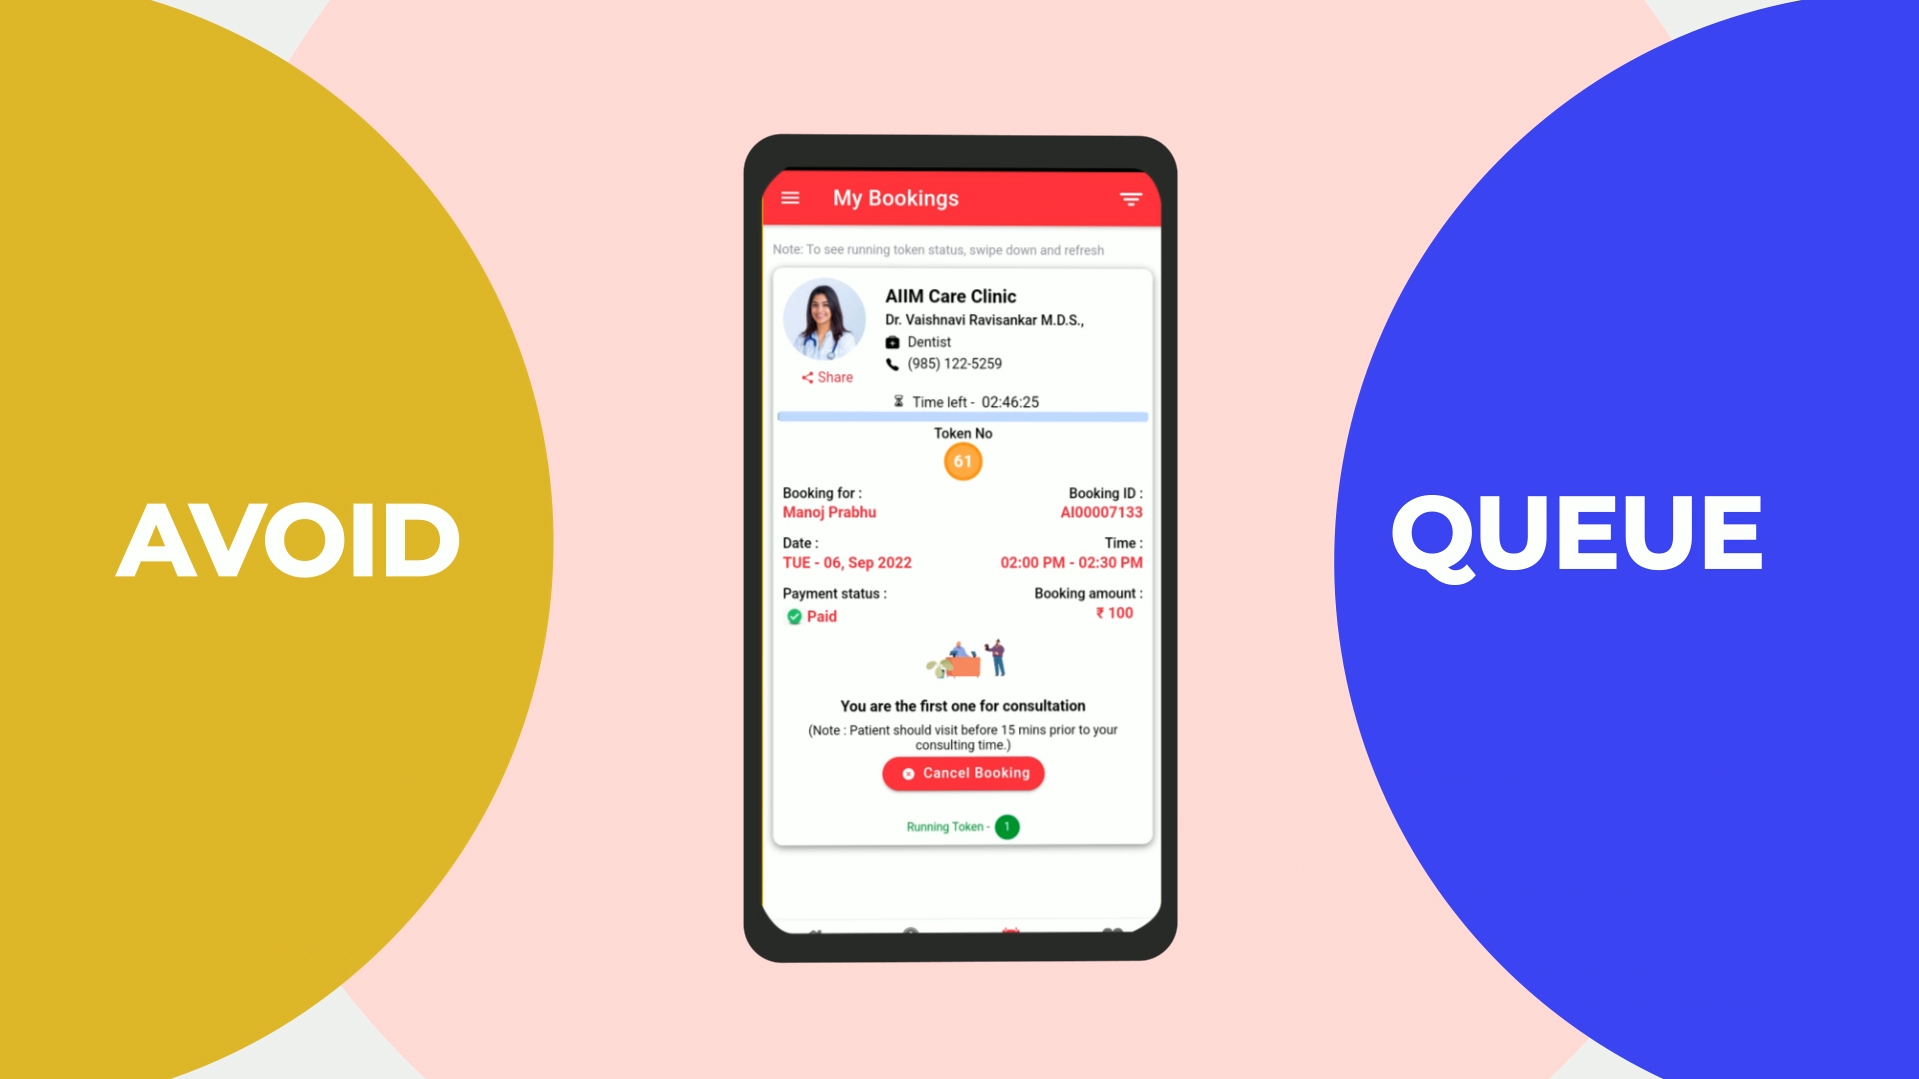 AVOID
QUEUE
My Bookings
Note: To see running token status, swipe down and refresh
AIIM Care Clinic
Dr. Vaishnavi Ravisankar M.D.S.,
Dentist
(985) 122-5259
Share
Time left - 02:46:25
Token No
61
Booking for :
Booking ID :
Manoj Prabhu
AI00007133
Date :
Time :
TUE - 06, Sep 2022
02:00 PM - 02:30 PM
Payment status :
Booking amount :
Paid
₹ 100
You are the first one for consultation
(Note : Patient should visit before 15 mins prior to your
consulting time.)
Cancel Booking
Running Token - 1